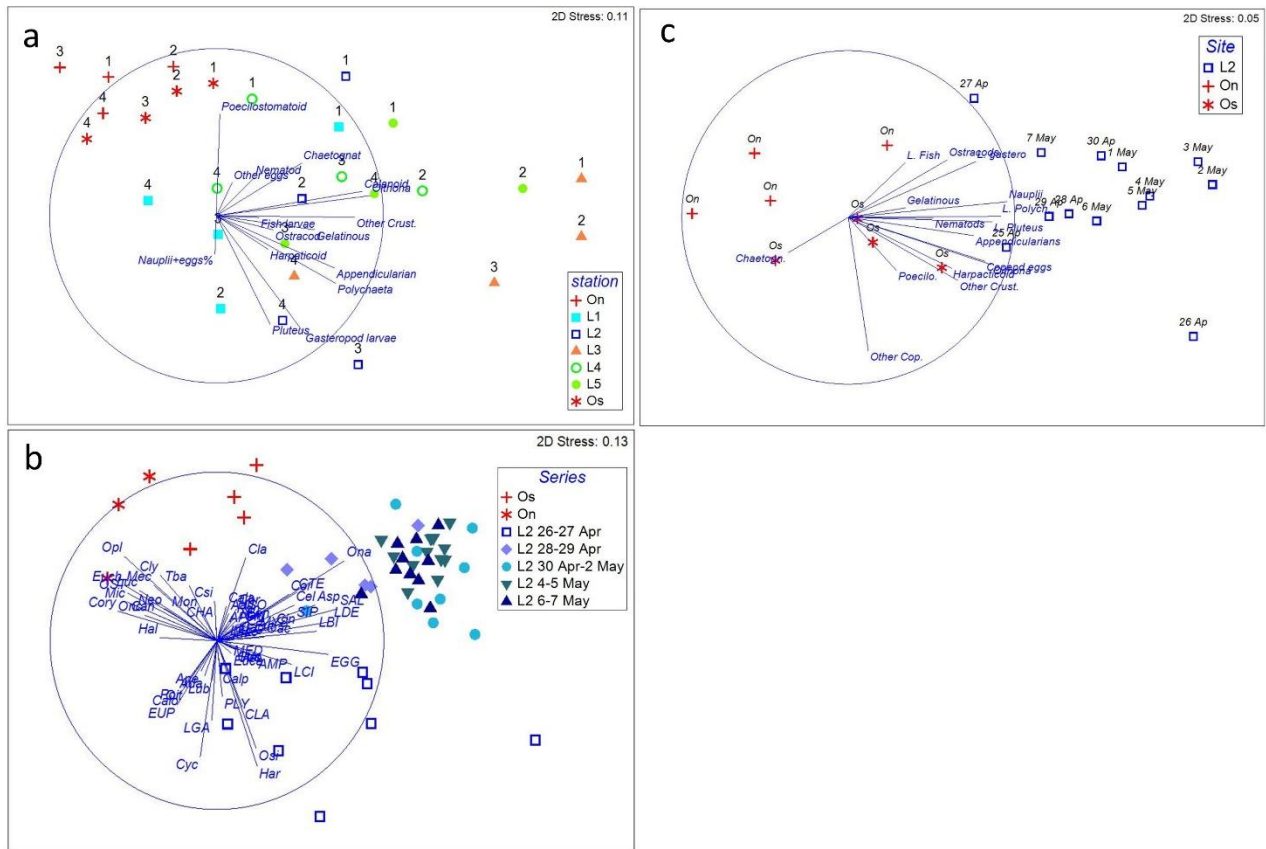 a
2D Stress: 0.11
3
1
2
2
1
4
3
4
1
1
1
1
Poecilostomatoid
Chaetognat
Nematod
Other eggs
3
4
4
4
2
2
2
1
Calanoid
Oithona
Other Crust.
Fish larvae
Ostracod
Gelatinous
Harpaticoid
2
3
3
4
3
Nauplii+eggs%
Appendicularian
Polychaeta
2
4
Pluteus
Gasteropod larvae
3
station
On
L1
L2
L3
L4
L5
Os
c
2D Stress: 0.05
Site
L2
On
Os
27 Ap
On
On
On
On
Os
Os
Os
Os
7 May
30 Ap
1 May
3 May
2 May
4 May
5 May
29 Ap
28 Ap
6 May
25 Ap
26 Ap
L. Fish
Ostracods
L. gastero
Gelatinous
Nauplii
L. Polych
Nematods
L. Pluteus
Appendicularians
Chaetogn.
Copepd eggs
Poecilo.
Harpacticoid
Other Crust.
Other Cop.
b
2D Stress: 0.13
Series
Os
On
L2 26-27 Apr
L2 28-29 Apr
L2 30 Apr-2 May
L2 4-5 May
L2 6-7 May
Opl
Cly
Tba
Cla
Ona
Mec
Mic
Neo
Mon
Csi
CHA
Cory
Hal
CTE
Cel Asp
SAL
SIP
LDE
LBI
MED
AMP
LCI
EGG
Calp
Lub
EUP
PLY
CLA
LGA
Cyc
Osi
Har